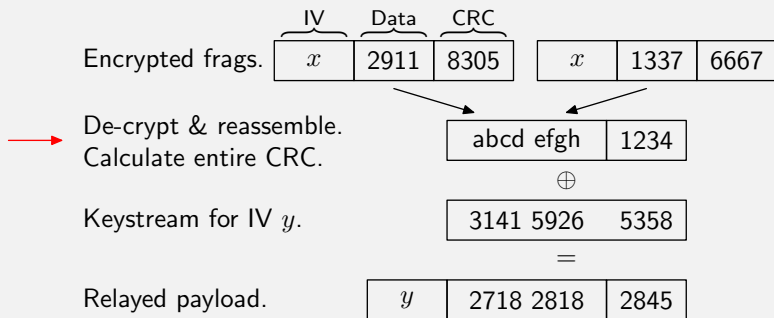 IV Data CRC
Encrypted frags. x 2911 8305 x 1337 6667
De-crypt & reassemble.
abcd efgh 1234
Calculate entire CRC.
⊕
Keystream for IV y. 3141 5926 5358
=
Relayed payload. y 2718 2818 2845